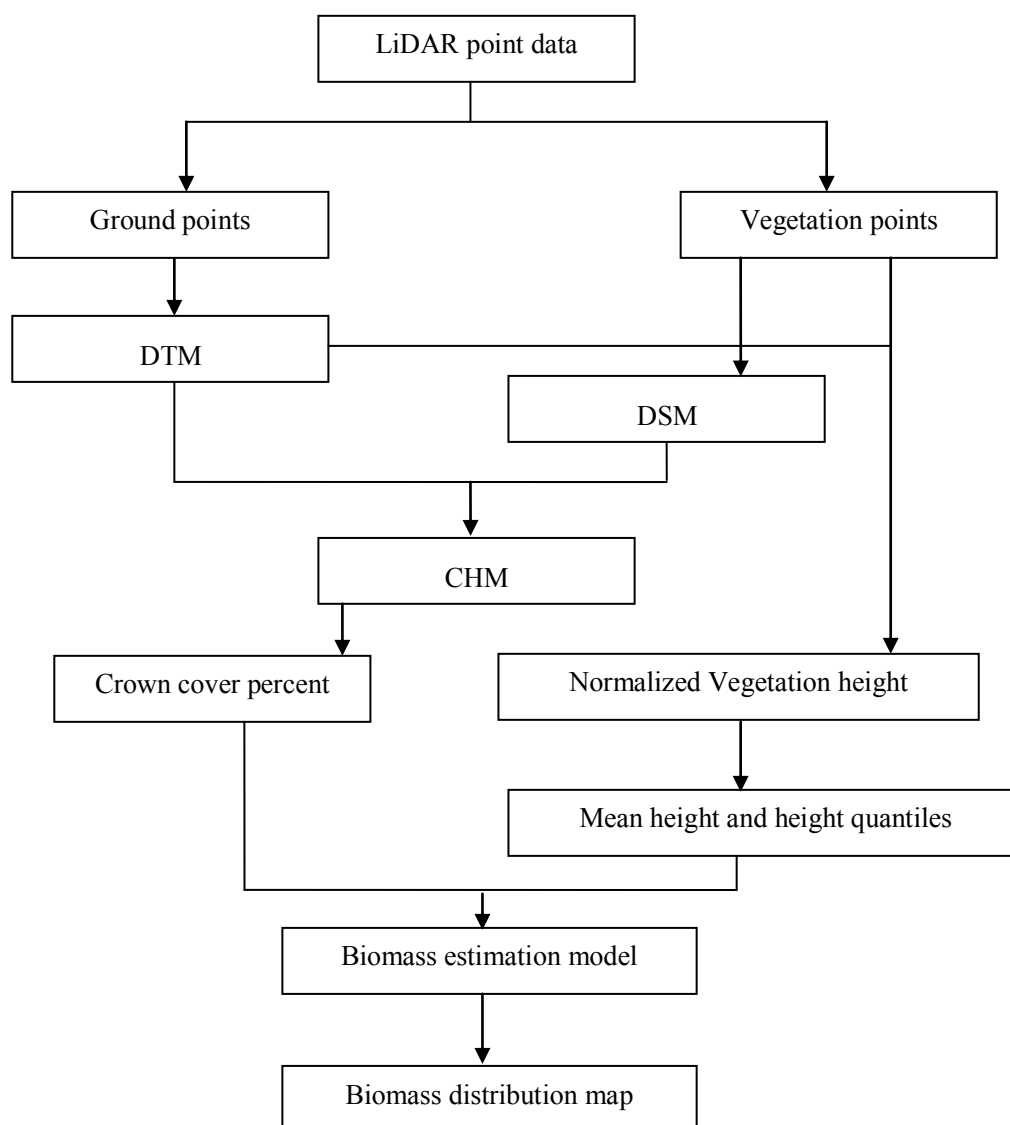 LiDAR point data
Ground points
Vegetation points
DTM
DSM
CHM
Crown cover percent
Normalized Vegetation height
Mean height and height quantiles
Biomass estimation model
Biomass distribution map